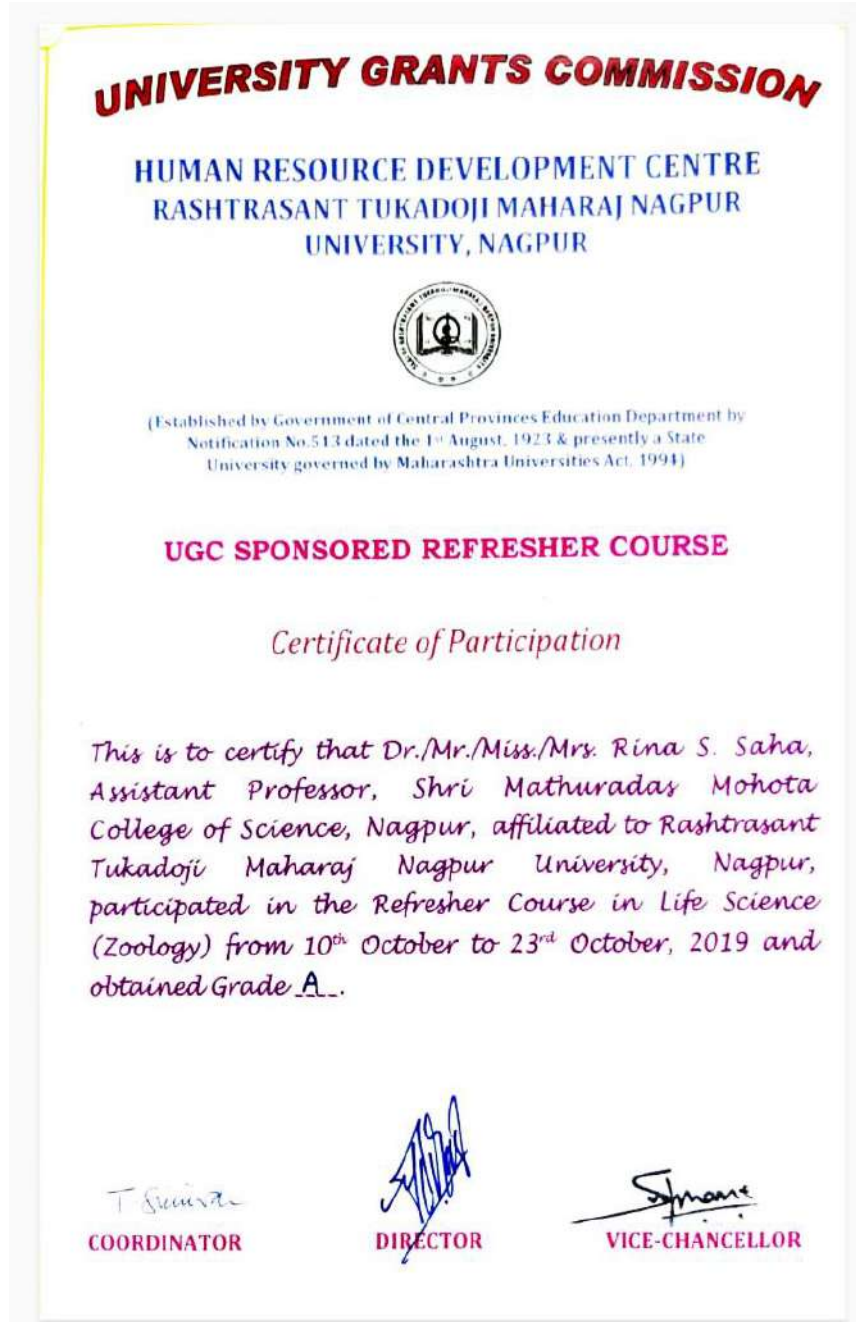 UNIVERSITY GRANTS COMMISSION
HUMAN RESOURCE DEVELOPMENT CENTRE
RASHTRASANT TUKADOJI MAHARAJ NAGPUR
UNIVERSITY, NAGPUR
(Established by Government of Central Provinces Education Department by
Notification No.513 dated the 1st August, 1923 & presently a State
University governed by Maharashtra Universities Act, 1994)
UGC SPONSORED REFRESHER COURSE
Certificate of Participation
This is to certify that Dr./Mr./Miss./Mrs. Rina S. Saha,
Assistant Professor, Shri Mathuradas Mohota
College of Science, Nagpur, affiliated to Rashtrasant
Tukadoji Maharaj Nagpur University, Nagpur,
participated in the Refresher Course in Life Science
(Zoology) from 10th October to 23rd October, 2019 and
obtained Grade A.
COORDINATOR DIRECTOR VICE-CHANCELLOR